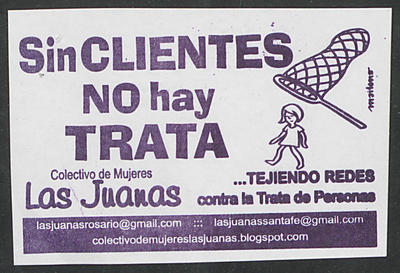 Sin CLIENTES
NO hay
TRATA
Colectivo de Mujeres
Las Juanas
...TEJIENDO REDES
contra la Trata de Personas
lasjuanasrosario@gmail.com ::: lasjuanassantafe@gmail.com
colectivodemujereslasjuanas.blogspot.com